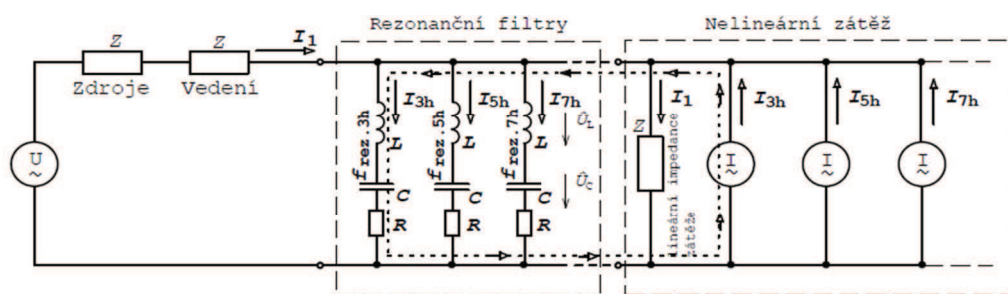 Rezonanční filtry
Nelineární zátěž
Z
Z
I1
Zdroje
Vedení
I3h
I5h
I7h
I1
I3h
I5h
I7h
frez.3h
frez.5h
frez.7h
L
L
L
ÛL
ÛC
C
C
C
R
R
R
Z
lineární impedance
zátěže
U
~
I
~
I
~
I
~